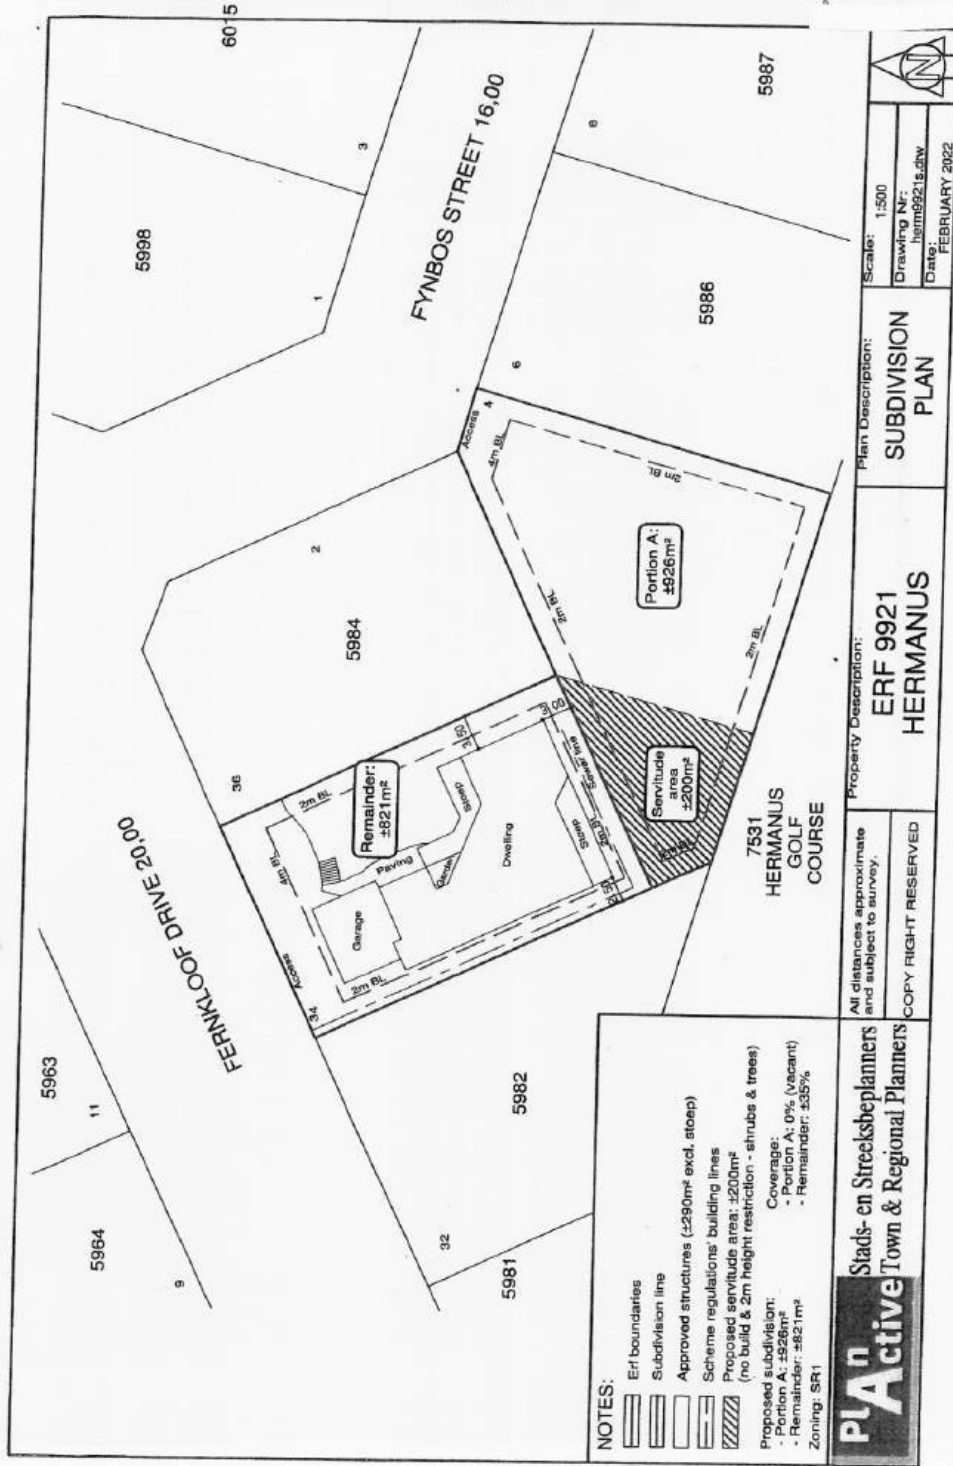 6015
5998
3
1
FYNBOS STREET 16,00
5987
8
5986
6
4
Access
4m BL
2m BL
2m BL
2m BL
Portion A:
±926m²
2
5984
36
FERNKLOOF DRIVE 20,00
Access
34
4m BL
2m BL
2m BL
Remainder:
±821m²
3,50
3,00
Stoep
Paving
Garage
Dwelling
Stoep
2m BL
Sewer line
Servitude
area
±200m²
7531
HERMANUS
GOLF
COURSE
5963
11
5964
9
5982
32
5981
NOTES:
Erf boundaries
Subdivision line
Approved structures (±290m² excl. stoep)
Scheme regulations' building lines
Proposed servitude area: ±200m²
(no build & 2m height restriction - shrubs & trees)
Proposed subdivision:
- Portion A: ±926m²
- Remainder: ±821m²
Zoning: SR1
Coverage:
- Portion A: 0% (vacant)
- Remainder: ±35%
PlAn
Active
Stads- en Streeksbeplanners
Town & Regional Planners
All distances approximate
and subject to survey.
COPY RIGHT RESERVED
Property Description:
ERF 9921
HERMANUS
Plan Description:
SUBDIVISION
PLAN
Scale: 1:500
Drawing Nr:
herm9921s.drw
Date:
FEBRUARY 2022
N